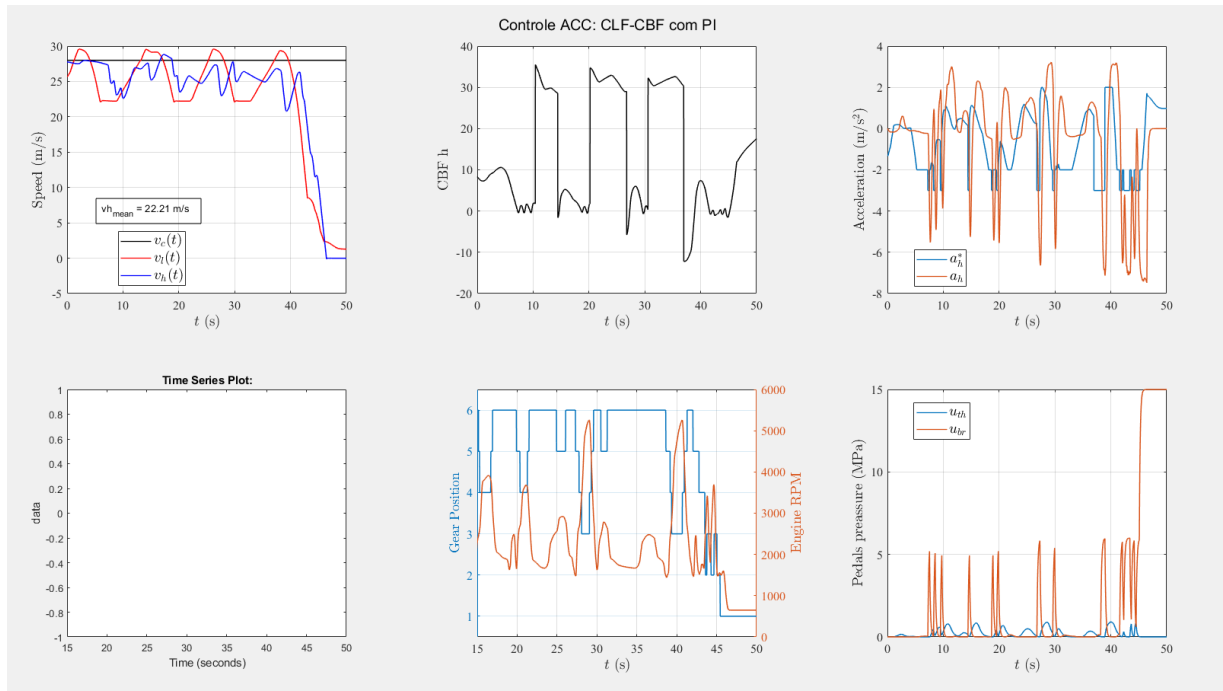 Controle ACC: CLF-CBF com PI
30
25
20
15
10
5
0
-5
Speed (m/s)
vh_mean = 22.21 m/s
v_c(t)
v_l(t)
v_h(t)
0 10 20 30 40 50
t (s)
40
30
20
10
0
-10
-20
CBF h
0 10 20 30 40 50
t (s)
4
2
0
-2
-4
-6
-8
Acceleration (m/s²)
a_h^*
a_h
0 10 20 30 40 50
t (s)
Time Series Plot:
1
0.8
0.6
0.4
0.2
0
-0.2
-0.4
-0.6
-0.8
-1
data
15 20 25 30 35 40 45 50
Time (seconds)
6
5
4
3
2
1
Gear Position
6000
5000
4000
3000
2000
1000
0
Engine RPM
15 20 25 30 35 40 45 50
t (s)
15
10
5
0
Pedals preassure (MPa)
u_th
u_br
0 10 20 30 40 50
t (s)